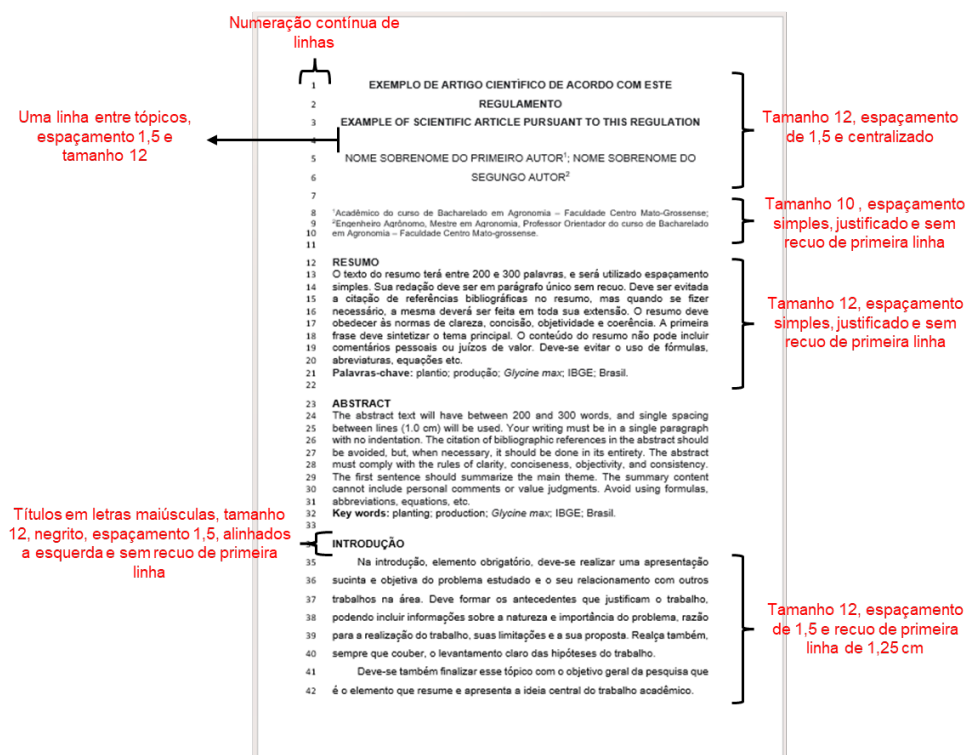 Numeração contínua de
linhas
1 EXEMPLO DE ARTIGO CIENTÍFICO DE ACORDO COM ESTE
2 REGULAMENTO
3 EXAMPLE OF SCIENTIFIC ARTICLE PURSUANT TO THIS REGULATION
4
Uma linha entre tópicos,
espaçamento 1,5 e
tamanho 12
Tamanho 12, espaçamento
de 1,5 e centralizado
5 NOME SOBRENOME DO PRIMEIRO AUTOR¹; NOME SOBRENOME DO
6 SEGUNGO AUTOR²
7
8 ¹Acadêmico do curso de Bacharelado em Agronomia – Faculdade Centro Mato-Grossense;
9 ²Engenheiro Agrônomo, Mestre em Agronomia, Professor Orientador do curso de Bacharelado
10 em Agronomia – Faculdade Centro Mato-grossense.
11
Tamanho 10 , espaçamento
simples, justificado e sem
recuo de primeira linha
12 RESUMO
13 O texto do resumo terá entre 200 e 300 palavras, e será utilizado espaçamento
14 simples. Sua redação deve ser em parágrafo único sem recuo. Deve ser evitada
15 a citação de referências bibliográficas no resumo, mas quando se fizer
16 necessário, a mesma deverá ser feita em toda sua extensão. O resumo deve
17 obedecer às normas de clareza, concisão, objetividade e coerência. A primeira
18 frase deve sintetizar o tema principal. O conteúdo do resumo não pode incluir
19 comentários pessoais ou juízos de valor. Deve-se evitar o uso de fórmulas,
20 abreviaturas, equações etc.
21 Palavras-chave: plantio; produção; Glycine max; IBGE; Brasil.
22
Tamanho 12, espaçamento
simples, justificado e sem
recuo de primeira linha
23 ABSTRACT
24 The abstract text will have between 200 and 300 words, and single spacing
25 between lines (1.0 cm) will be used. Your writing must be in a single paragraph
26 with no indentation. The citation of bibliographic references in the abstract should
27 be avoided, but, when necessary, it should be done in its entirety. The abstract
28 must comply with the rules of clarity, conciseness, objectivity, and consistency.
29 The first sentence should summarize the main theme. The summary content
30 cannot include personal comments or value judgments. Avoid using formulas,
31 abbreviations, equations, etc.
32 Key words: planting; production; Glycine max; IBGE; Brasil.
33
Títulos em letras maiúsculas, tamanho
12, negrito, espaçamento 1,5, alinhados
a esquerda e sem recuo de primeira
linha
INTRODUÇÃO
35 Na introdução, elemento obrigatório, deve-se realizar uma apresentação
36 sucinta e objetiva do problema estudado e o seu relacionamento com outros
37 trabalhos na área. Deve formar os antecedentes que justificam o trabalho,
38 podendo incluir informações sobre a natureza e importância do problema, razão
39 para a realização do trabalho, suas limitações e a sua proposta. Realça também,
40 sempre que couber, o levantamento claro das hipóteses do trabalho.
41 Deve-se também finalizar esse tópico com o objetivo geral da pesquisa que
42 é o elemento que resume e apresenta a ideia central do trabalho acadêmico.
Tamanho 12, espaçamento
de 1,5 e recuo de primeira
linha de 1,25 cm